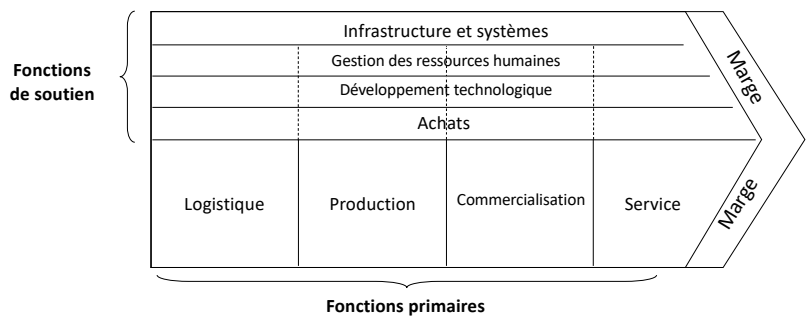 Infrastructure et systèmes
Gestion des ressources humaines
Développement technologique
Achats
Fonctions
de soutien
Marge
Logistique
Production
Commercialisation
Service
Marge
Fonctions primaires